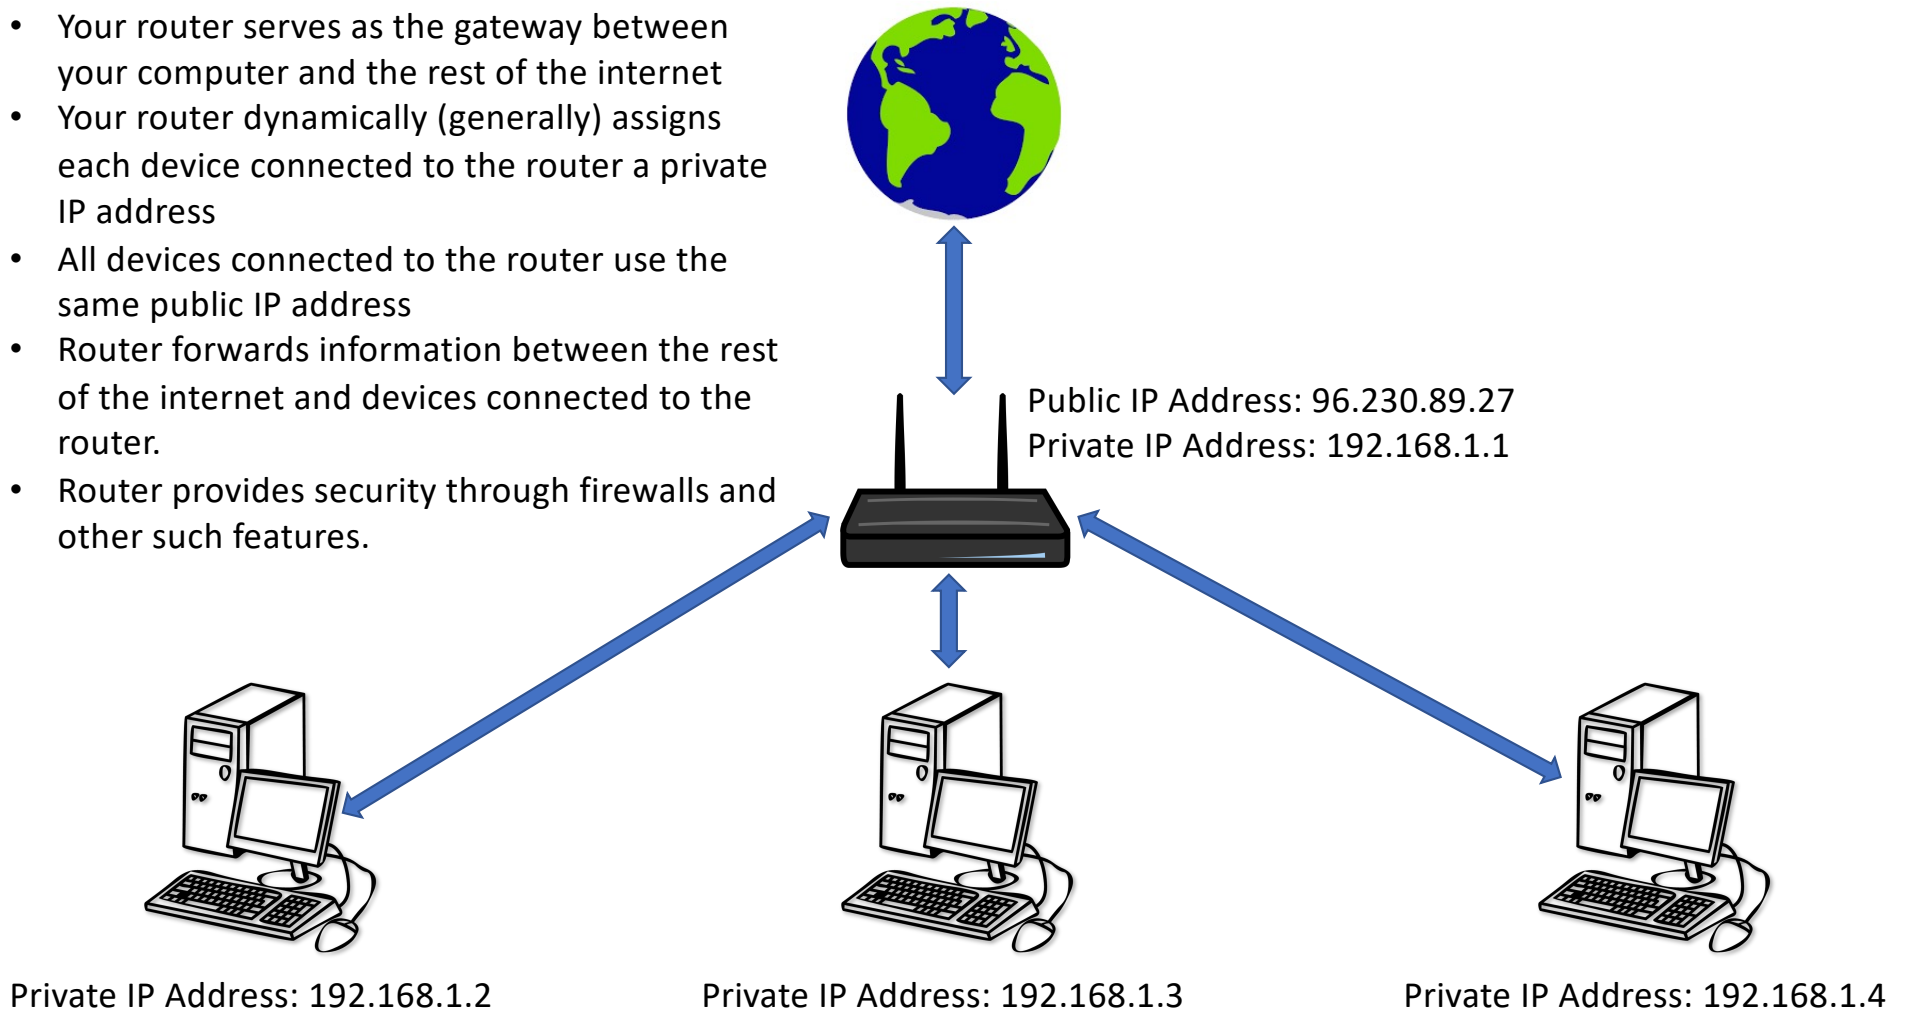 • Your router serves as the gateway between
your computer and the rest of the internet
• Your router dynamically (generally) assigns
each device connected to the router a private
IP address
• All devices connected to the router use the
same public IP address
• Router forwards information between the rest
of the internet and devices connected to the
router.
• Router provides security through firewalls and
other such features.
Public IP Address: 96.230.89.27
Private IP Address: 192.168.1.1
Private IP Address: 192.168.1.2
Private IP Address: 192.168.1.3
Private IP Address: 192.168.1.4